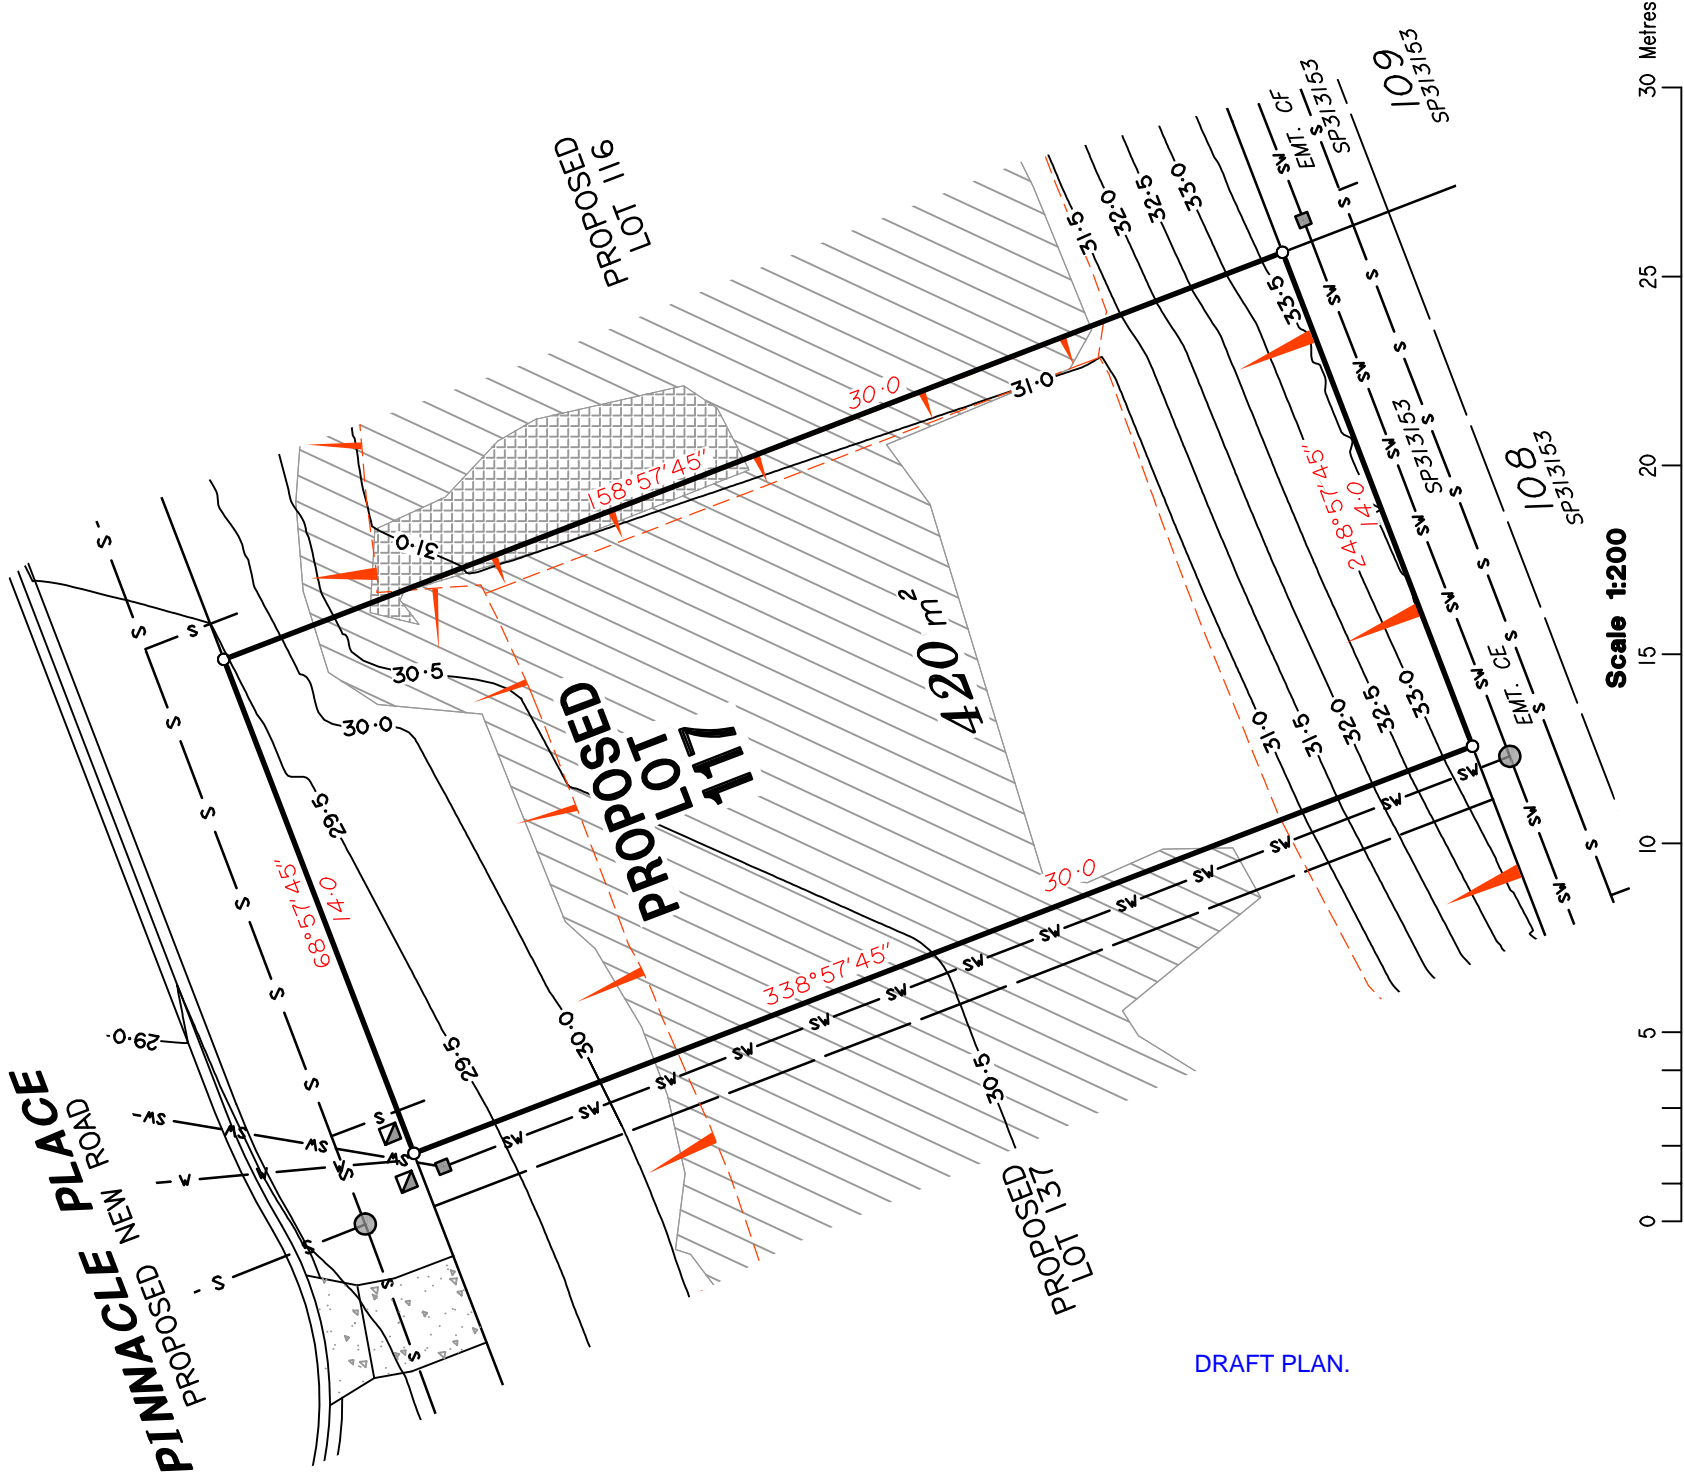 PINNACLE PLACE
PROPOSED NEW ROAD
29·0
SW
W
S
68°57'45"
14·0
29·5
29·5
30·0
30·0
30·5
31·0
PROPOSED
LOT 116
158°57'45"
30·0
31·0
PROPOSED
LOT
117
420 m²
338°57'45"
30·0
30·5
PROPOSED
LOT 137
31·5
32·0
32·5
33·0
33·5
31·0
31·5
32·0
32·5
33·0
248°57'45"
14·0
SP313153
EMT. CF
SP313153
109
SP313153
EMT. CE
108
SP313153
Scale 1:200
0 5 10 15 20 25 30 Metres
DRAFT PLAN.